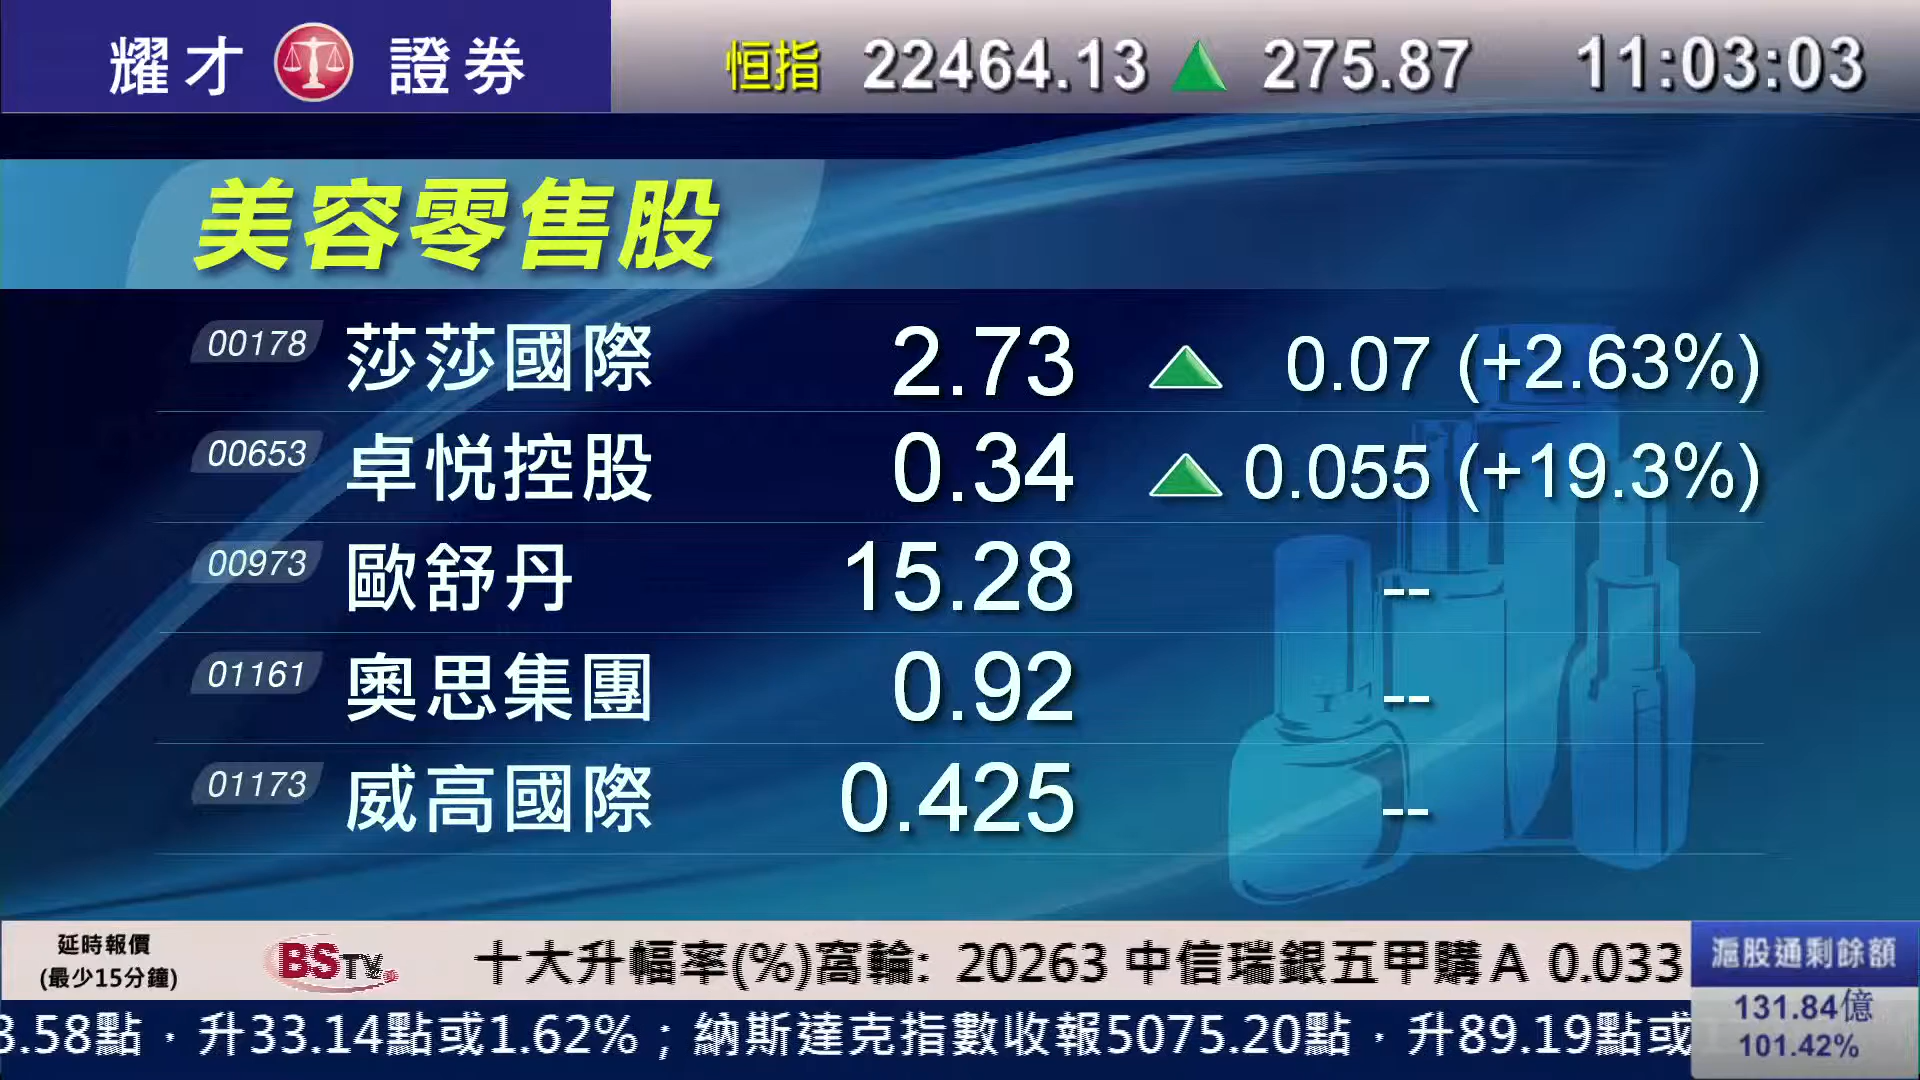 耀才證券
恒指 22464.13 ▲ 275.87 11:03:03
美容零售股
00178 莎莎國際 2.73 ▲ 0.07 (+2.63%)
00653 卓悦控股 0.34 ▲ 0.055 (+19.3%)
00973 歐舒丹 15.28 --
01161 奧思集團 0.92 --
01173 威高國際 0.425 --
延時報價
(最少15分鐘)
BSTV
十大升幅率(%)窩輪: 20263 中信瑞銀五甲購A 0.033
滬股通剩餘額
131.84億
101.42%
3.58點，升33.14點或1.62%；納斯達克指數收報5075.20點，升89.19點或